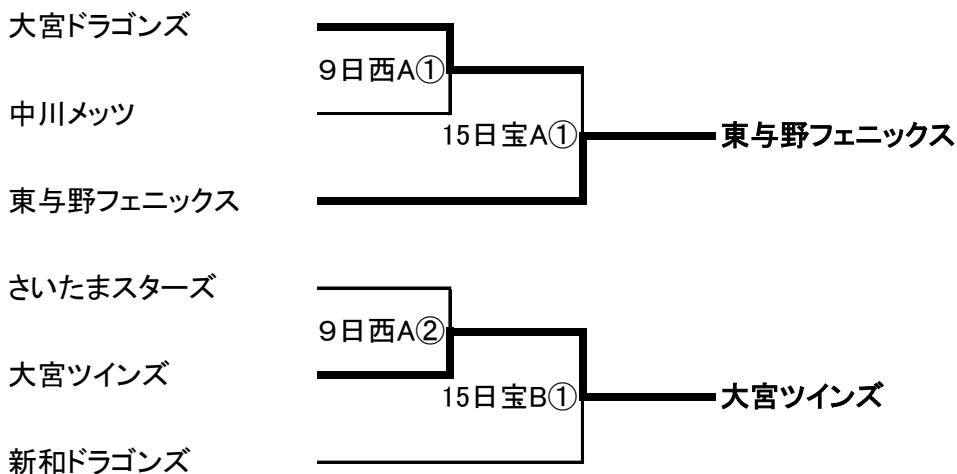 大宮ドラゴンズ
９日西A①
中川メッツ
15日宝A①
東与野フェニックス
東与野フェニックス
さいたまスターズ
９日西A②
大宮ツインズ
15日宝B①
大宮ツインズ
新和ドラゴンズ